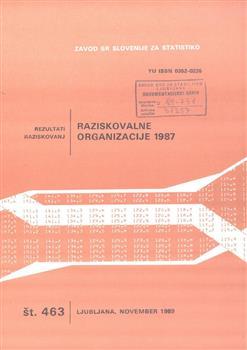 ZAVOD SR SLOVENIJE ZA STATISTIKO
YU ISSN 0352-0226
LJUBLJANA
REZULTATI
RAZISKOVANJ
RAZISKOVALNE
ORGANIZACIJE 1987
št. 463
LJUBLJANA, NOVEMBER 1989